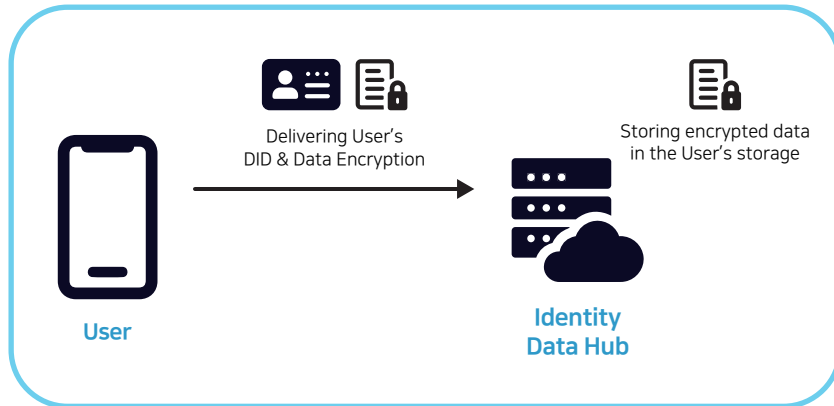 Delivering User's
DID & Data Encryption
Storing encrypted data
in the User's storage
User
Identity
Data Hub